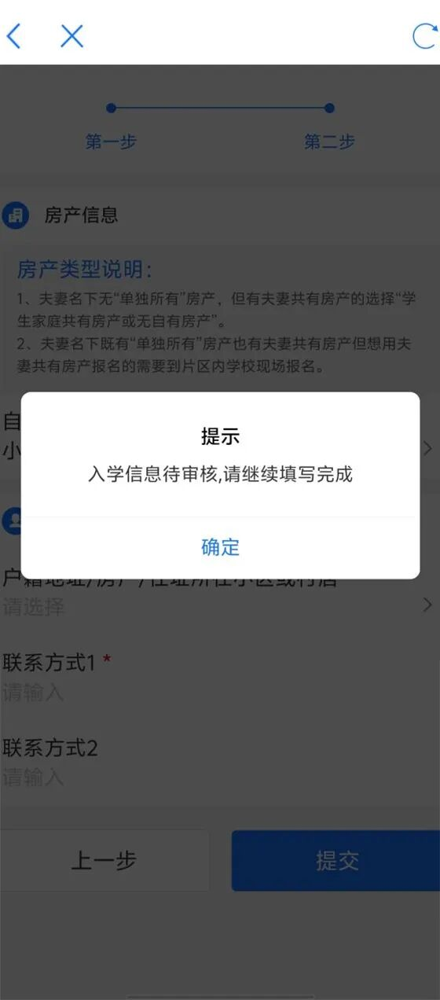 第一步
第二步
房产信息
房产类型说明：
1、夫妻名下无“单独所有”房产，但有夫妻共有房产的选择“学
生家庭共有房产或无自有房产”。
2、夫妻名下既有“单独所有”房产也有夫妻共有房产但想用夫
妻共有房产报名的需要到片区内学校现场报名。
自
小
提示
入学信息待审核,请继续填写完成
确定
户籍地址/房产/住址所在小区或村居
请选择
联系方式1 *
请输入
联系方式2
请输入
上一步
提交